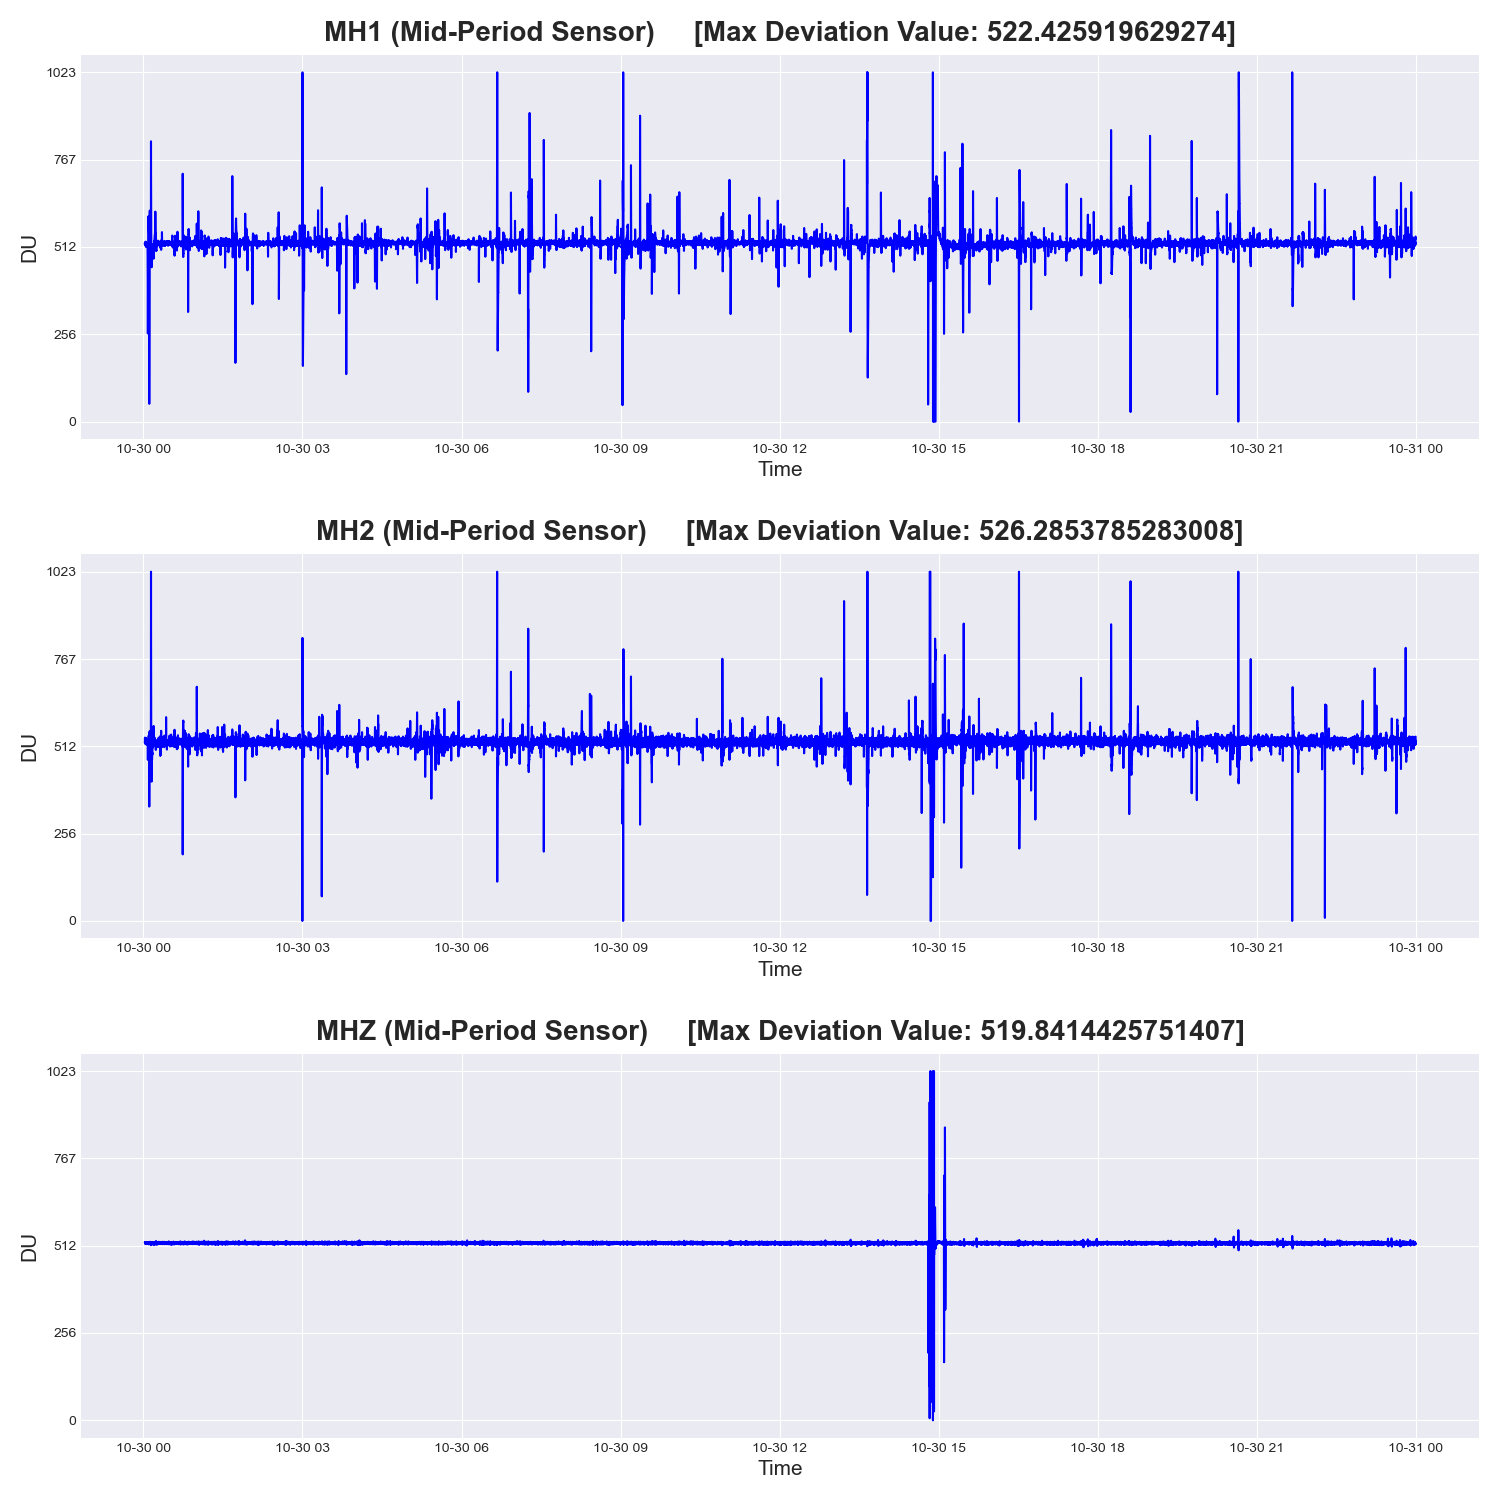 MH1 (Mid-Period Sensor) [Max Deviation Value: 522.425919629274]
1023
767
512
256
0
DU
10-30 00 10-30 03 10-30 06 10-30 09 10-30 12 10-30 15 10-30 18 10-30 21 10-31 00
Time
MH2 (Mid-Period Sensor) [Max Deviation Value: 526.2853785283008]
1023
767
512
256
0
DU
10-30 00 10-30 03 10-30 06 10-30 09 10-30 12 10-30 15 10-30 18 10-30 21 10-31 00
Time
MHZ (Mid-Period Sensor) [Max Deviation Value: 519.8414425751407]
1023
767
512
256
0
DU
10-30 00 10-30 03 10-30 06 10-30 09 10-30 12 10-30 15 10-30 18 10-30 21 10-31 00
Time